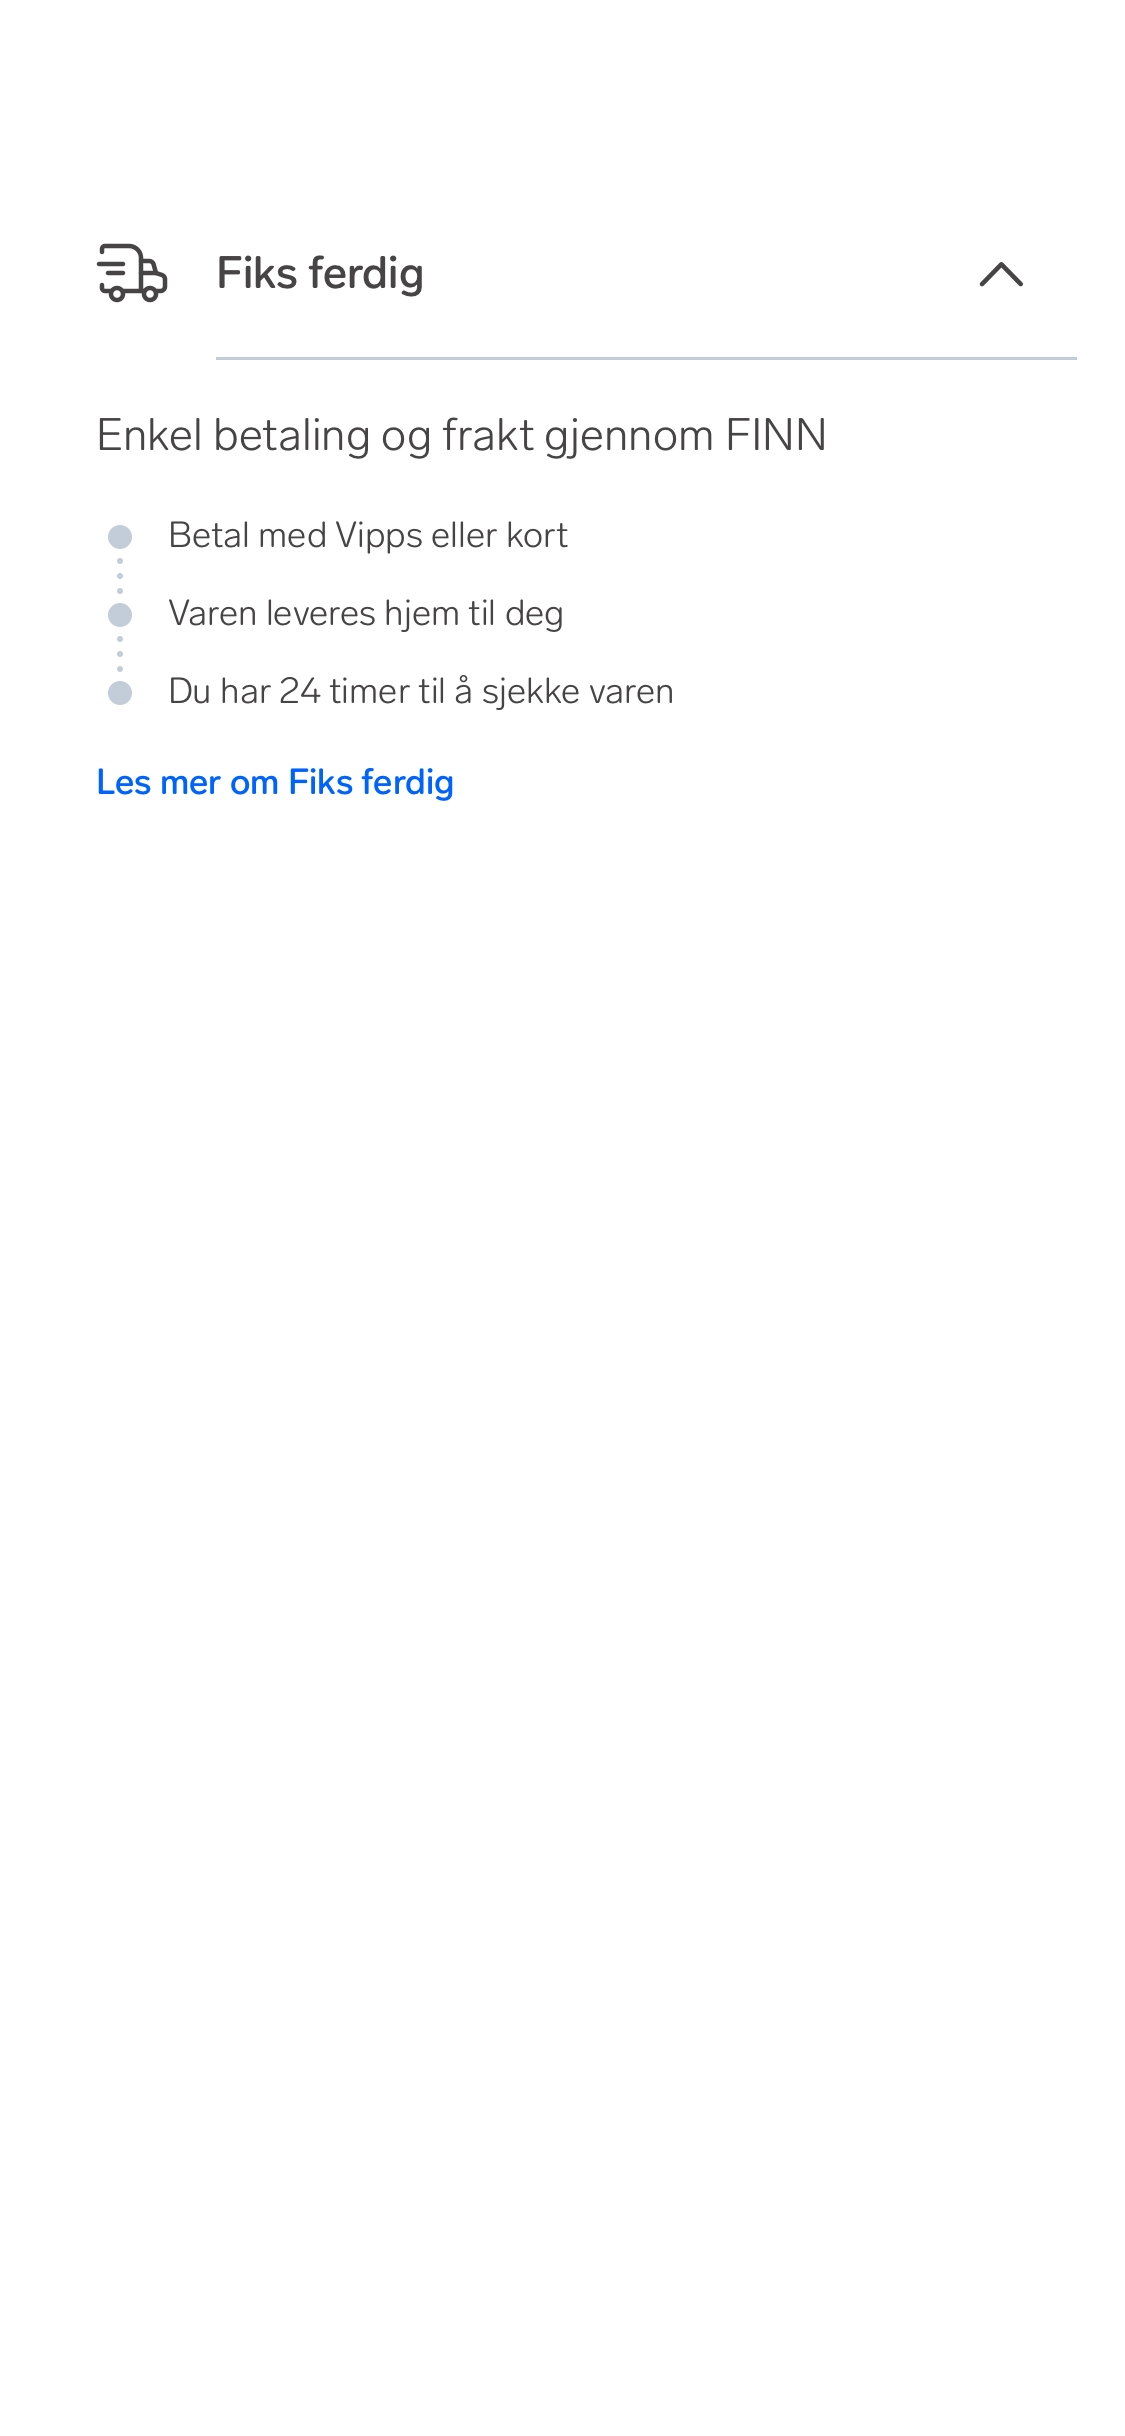 Fiks ferdig
Enkel betaling og frakt gjennom FINN
Betal med Vipps eller kort
Varen leveres hjem til deg
Du har 24 timer til å sjekke varen
Les mer om Fiks ferdig